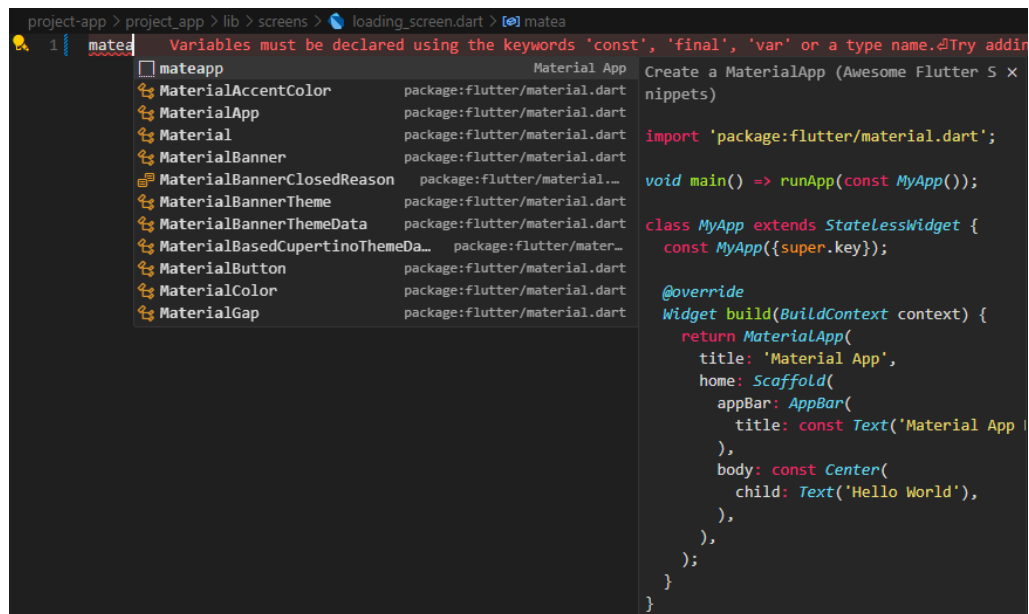 project-app > project_app > lib > screens > loading_screen.dart > matea
1 matea Variables must be declared using the keywords 'const', 'final', 'var' or a type name.⏎Try addin
mateapp Material App
MaterialAccentColor package:flutter/material.dart
MaterialApp package:flutter/material.dart
Material package:flutter/material.dart
MaterialBanner package:flutter/material.dart
MaterialBannerClosedReason package:flutter/material.…
MaterialBannerTheme package:flutter/material.dart
MaterialBannerThemeData package:flutter/material.dart
MaterialBasedCupertinoThemeDa… package:flutter/mater…
MaterialButton package:flutter/material.dart
MaterialColor package:flutter/material.dart
MaterialGap package:flutter/material.dart
Create a MaterialApp (Awesome Flutter S
nippets)
import 'package:flutter/material.dart';
void main() => runApp(const MyApp());
class MyApp extends StatelessWidget {
const MyApp({super.key});
@override
Widget build(BuildContext context) {
return MaterialApp(
title: 'Material App',
home: Scaffold(
appBar: AppBar(
title: const Text('Material App
),
body: const Center(
child: Text('Hello World'),
),
),
);
}
}